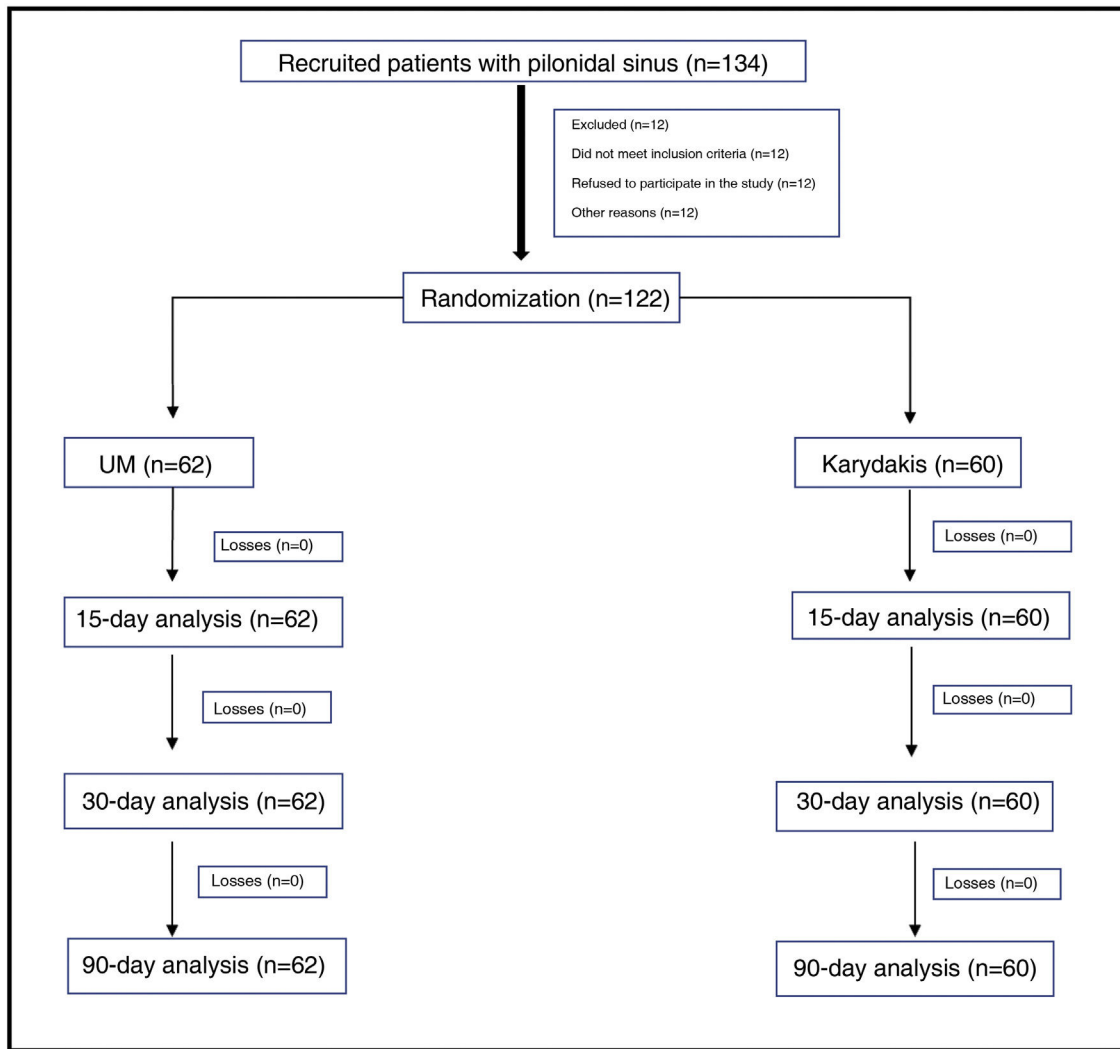 Recruited patients with pilonidal sinus (n=134)
Excluded (n=12)
Did not meet inclusion criteria (n=12)
Refused to participate in the study (n=12)
Other reasons (n=12)
Randomization (n=122)
UM (n=62)
Karydakis (n=60)
Losses (n=0)
Losses (n=0)
15-day analysis (n=62)
15-day analysis (n=60)
Losses (n=0)
Losses (n=0)
30-day analysis (n=62)
30-day analysis (n=60)
Losses (n=0)
Losses (n=0)
90-day analysis (n=62)
90-day analysis (n=60)